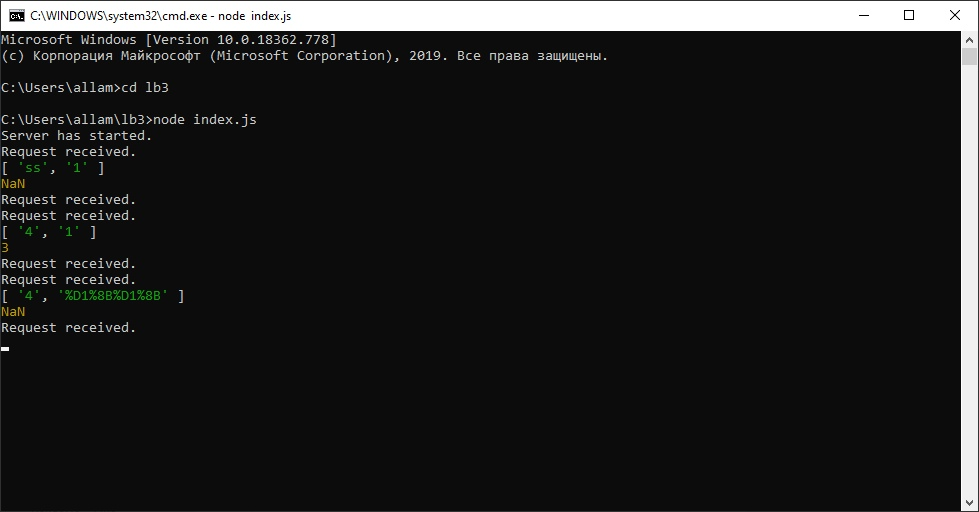 C:\WINDOWS\system32\cmd.exe - node  index.js
Microsoft Windows [Version 10.0.18362.778]
(c) Корпорация Майкрософт (Microsoft Corporation), 2019. Все права защищены.
C:\Users\allam>cd lb3
C:\Users\allam\lb3>node index.js
Server has started.
Request received.
[ 'ss', '1' ]
NaN
Request received.
Request received.
[ '4', '1' ]
3
Request received.
Request received.
[ '4', '%D1%8B%D1%8B' ]
NaN
Request received.